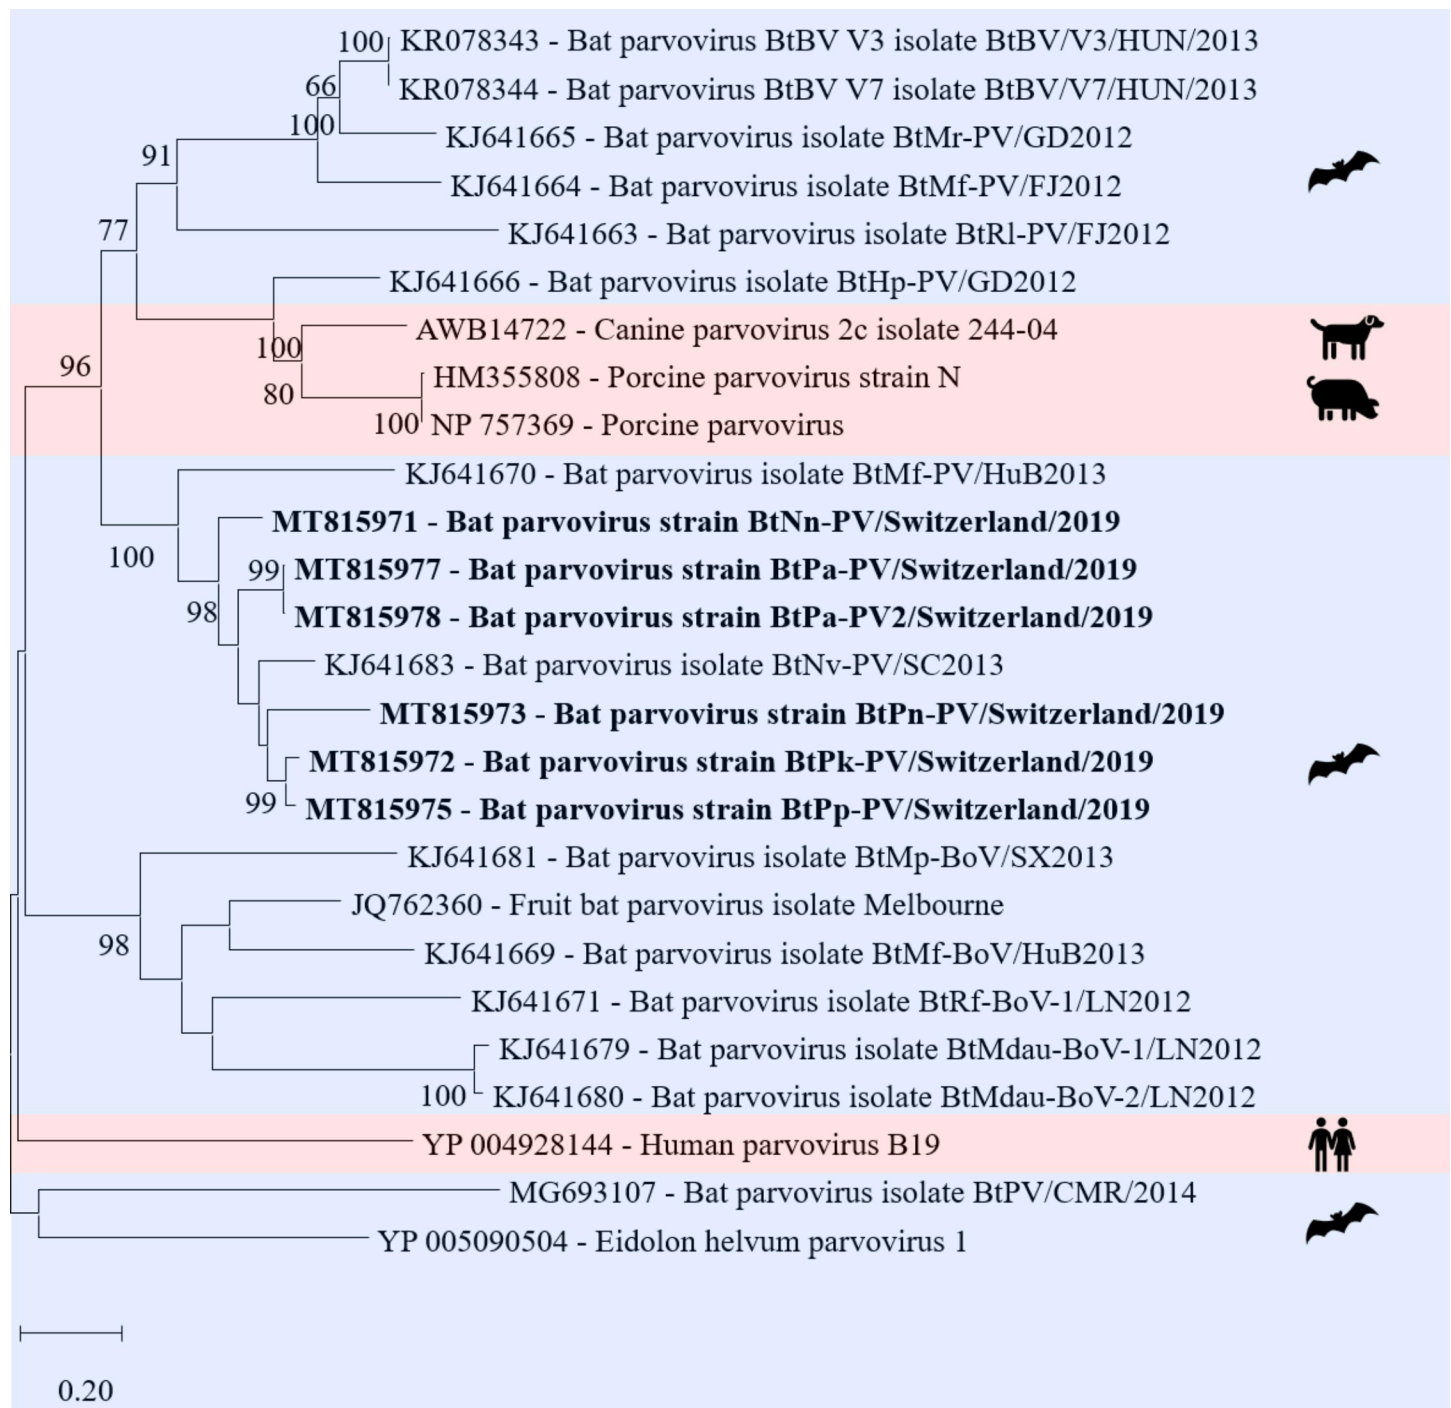 100 KR078343 - Bat parvovirus BtBV V3 isolate BtBV/V3/HUN/2013
66
KR078344 - Bat parvovirus BtBV V7 isolate BtBV/V7/HUN/2013
100
KJ641665 - Bat parvovirus isolate BtMr-PV/GD2012
91
KJ641664 - Bat parvovirus isolate BtMf-PV/FJ2012
77
KJ641663 - Bat parvovirus isolate BtRl-PV/FJ2012
KJ641666 - Bat parvovirus isolate BtHp-PV/GD2012
AWB14722 - Canine parvovirus 2c isolate 244-04
100
96
HM355808 - Porcine parvovirus strain N
80
100 NP 757369 - Porcine parvovirus
KJ641670 - Bat parvovirus isolate BtMf-PV/HuB2013
MT815971 - Bat parvovirus strain BtNn-PV/Switzerland/2019
100
99 MT815977 - Bat parvovirus strain BtPa-PV/Switzerland/2019
98
MT815978 - Bat parvovirus strain BtPa-PV2/Switzerland/2019
KJ641683 - Bat parvovirus isolate BtNv-PV/SC2013
MT815973 - Bat parvovirus strain BtPn-PV/Switzerland/2019
MT815972 - Bat parvovirus strain BtPk-PV/Switzerland/2019
99 MT815975 - Bat parvovirus strain BtPp-PV/Switzerland/2019
KJ641681 - Bat parvovirus isolate BtMp-BoV/SX2013
JQ762360 - Fruit bat parvovirus isolate Melbourne
98
KJ641669 - Bat parvovirus isolate BtMf-BoV/HuB2013
KJ641671 - Bat parvovirus isolate BtRf-BoV-1/LN2012
KJ641679 - Bat parvovirus isolate BtMdau-BoV-1/LN2012
100 KJ641680 - Bat parvovirus isolate BtMdau-BoV-2/LN2012
YP 004928144 - Human parvovirus B19
MG693107 - Bat parvovirus isolate BtPV/CMR/2014
YP 005090504 - Eidolon helvum parvovirus 1
0.20